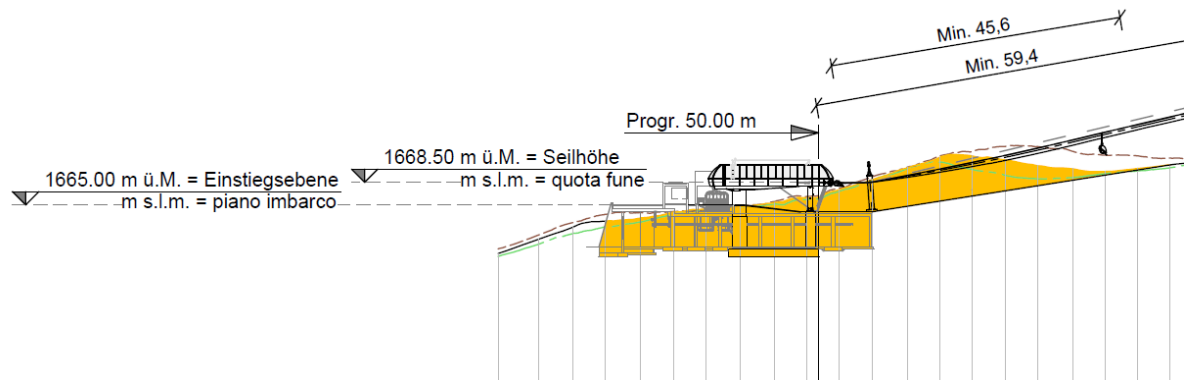 Min. 45,6
Min. 59,4
Progr. 50.00 m
1668.50 m ü.M. = Seilhöhe
m s.l.m. = quota fune
1665.00 m ü.M. = Einstiegsebene
m s.l.m. = piano imbarco